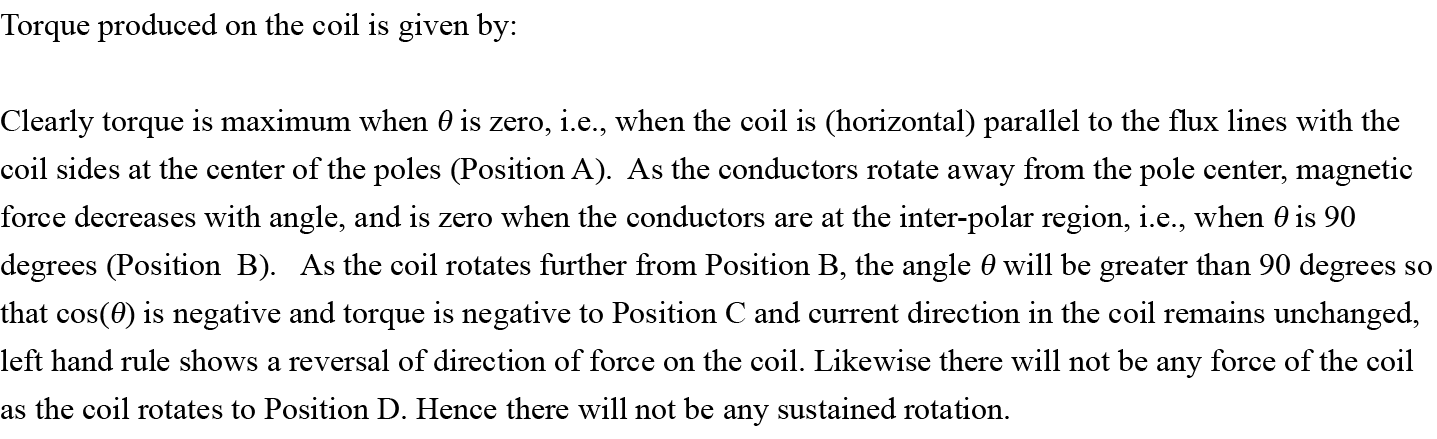 Torque produced on the coil is given by:
Clearly torque is maximum when θ is zero, i.e., when the coil is (horizontal) parallel to the flux lines with the
coil sides at the center of the poles (Position A).  As the conductors rotate away from the pole center, magnetic
force decreases with angle, and is zero when the conductors are at the inter-polar region, i.e., when θ is 90
degrees (Position  B).   As the coil rotates further from Position B, the angle θ will be greater than 90 degrees so
that cos(θ) is negative and torque is negative to Position C and current direction in the coil remains unchanged,
left hand rule shows a reversal of direction of force on the coil. Likewise there will not be any force of the coil
as the coil rotates to Position D. Hence there will not be any sustained rotation.